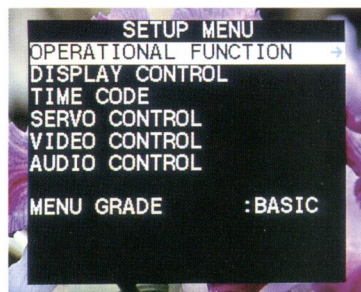 SETUP MENU
OPERATIONAL FUNCTION →
DISPLAY CONTROL
TIME CODE
SERVO CONTROL
VIDEO CONTROL
AUDIO CONTROL
MENU GRADE :BASIC